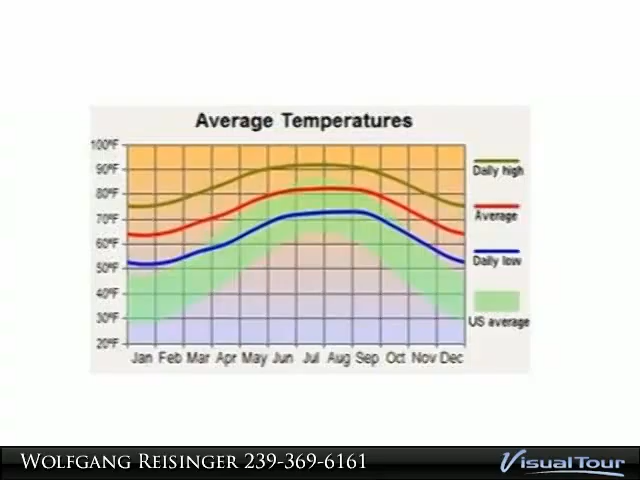 Average Temperatures
100°F
90°F
80°F
70°F
60°F
50°F
40°F
30°F
20°F
Jan Feb Mar Apr May Jun Jul Aug Sep Oct Nov Dec
Daily high
Average
Daily low
US average
WOLFGANG REISINGER 239-369-6161
VISUALTOUR